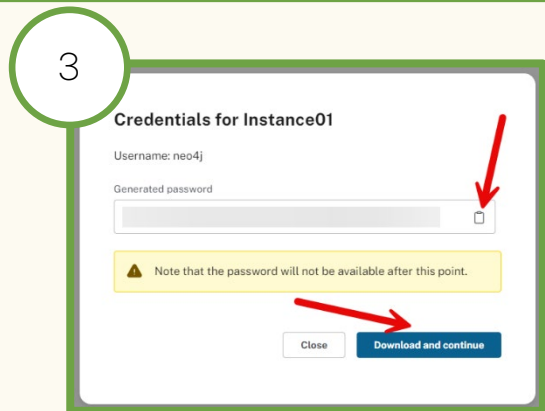 3
Credentials for Instance01
Username: neo4j
Generated password
Note that the password will not be available after this point.
Close Download and continue